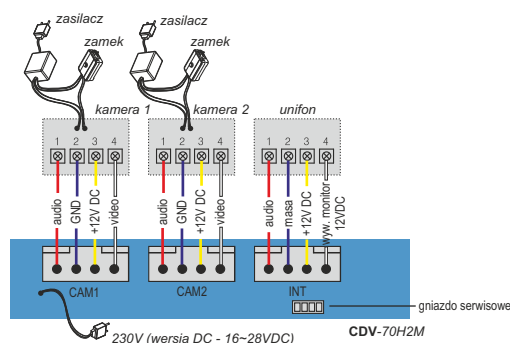 zasilacz
zamek
zasilacz
zamek
kamera 1
kamera 2
unifon
1 2 3 4
1 2 3 4
1 2 3 4
audio
GND
+12V DC
video
audio
GND
+12V DC
video
audio
masa
+12V DC
wyw. monitor
12VDC
CAM1
CAM2
INT
gniazdo serwisowe
CDV-70H2M
230V (wersja DC - 16~28VDC)